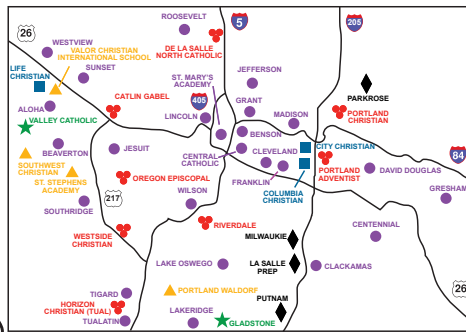 ROOSEVELT
5
205
26
WESTVIEW
VALOR CHRISTIAN
INTERNATIONAL SCHOOL
DE LA SALLE
NORTH CATHOLIC
SUNSET
LIFE
CHRISTIAN
ST. MARY'S
ACADEMY
JEFFERSON
PARKROSE
CATLIN GABEL
405
GRANT
ALOHA
LINCOLN
MADISON
PORTLAND
CHRISTIAN
VALLEY CATHOLIC
BENSON
BEAVERTON
JESUIT
CENTRAL
CATHOLIC
CITY CHRISTIAN
84
CLEVELAND
SOUTHWEST
CHRISTIAN
ST. STEPHENS
ACADEMY
OREGON EPISCOPAL
FRANKLIN
COLUMBIA
CHRISTIAN
PORTLAND
ADVENTIST
DAVID DOUGLAS
GRESHAM
217
WILSON
SOUTHRIDGE
RIVERDALE
CENTENNIAL
WESTSIDE
CHRISTIAN
MILWAUKIE
LAKE OSWEGO
LA SALLE
PREP
CLACKAMAS
26
TIGARD
PORTLAND WALDORF
PUTNAM
HORIZON
CHRISTIAN (TUAL)
TUALATIN
LAKERIDGE
GLADSTONE